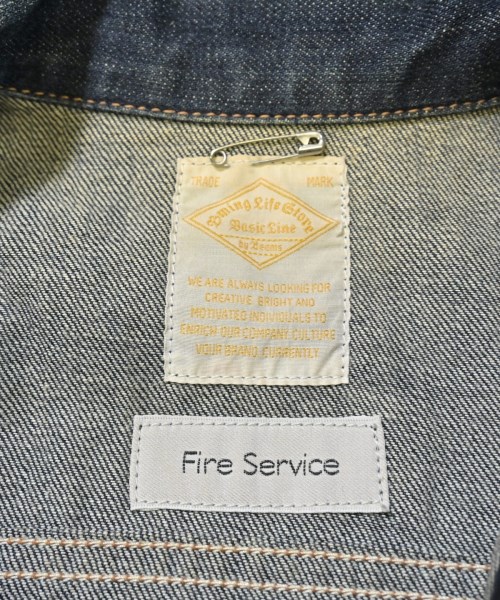 TRADE MARK
Bming Life Store
Basic Line
by Beams
WE ARE ALWAYS LOOKING FOR
CREATIVE BRIGHT AND
MOTIVATED INDIVIDUALS TO
ENRICH OUR COMPANY CULTURE
YOUR BRAND CURRENTLY.
Fire Service